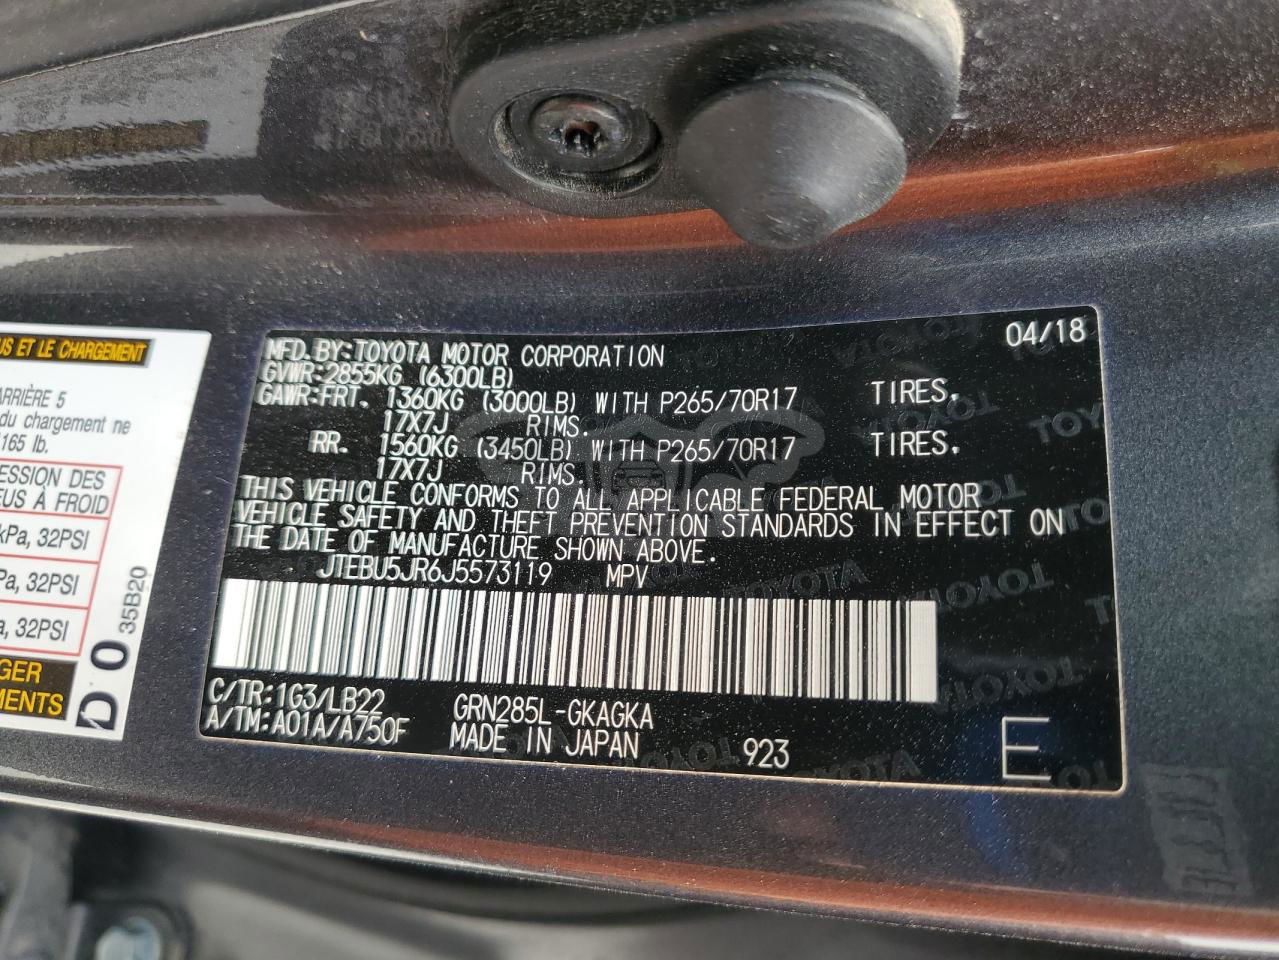 US ET LE CHARGEMENT
ARRIÈRE 5
du chargement ne
165 lb.
ESSION DES
EUS À FROID
kPa, 32PSI
Pa, 32PSI
a, 32PSI
GER
MENTS
D 0 35B20
04/18
MFD. BY: TOYOTA MOTOR CORPORATION
GVWR: 2855KG (6300LB)
GAWR: FRT. 1360KG (3000LB) WITH P265/70R17 TIRES,
17X7J RIMS.
RR. 1560KG (3450LB) WITH P265/70R17 TIRES,
17X7J RIMS.
THIS VEHICLE CONFORMS TO ALL APPLICABLE FEDERAL MOTOR
VEHICLE SAFETY AND THEFT PREVENTION STANDARDS IN EFFECT ON
THE DATE OF MANUFACTURE SHOWN ABOVE.
JTEBU5JR6J5573119 MPV
C/TR: 1G3/LB22 GRN285L-GKAGKA
A/TM: A01A/A750F MADE IN JAPAN 923 E
TOYOTA